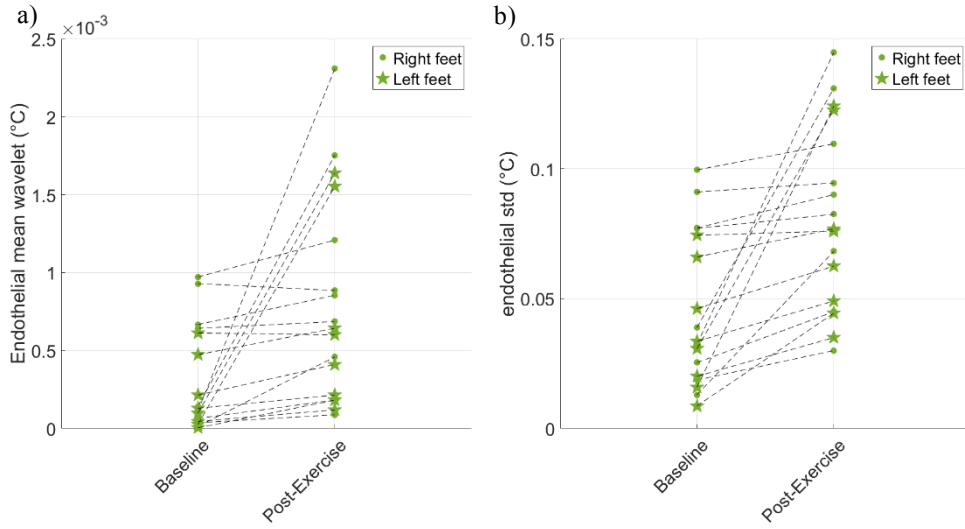 a)
×10⁻³
2.5
2
1.5
1
0.5
0
Endothelial mean wavelet (°C)
Right feet
Left feet
Baseline
Post-Exercise
b)
0.15
0.1
0.05
0
endothelial std (°C)
Right feet
Left feet
Baseline
Post-Exercise